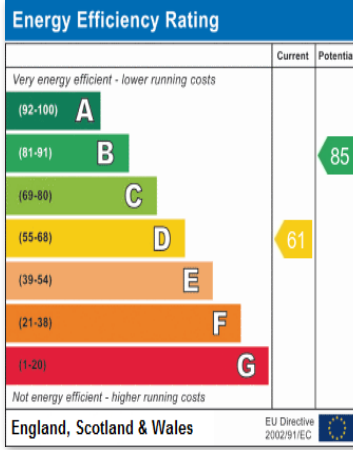 Energy Efficiency Rating
Current Potentia
Very energy efficient - lower running costs
(92-100) A
(81-91) B
85
(69-80) C
(55-68) D
61
(39-54) E
(21-38) F
(1-20) G
Not energy efficient - higher running costs
England, Scotland & Wales
EU Directive
2002/91/EC